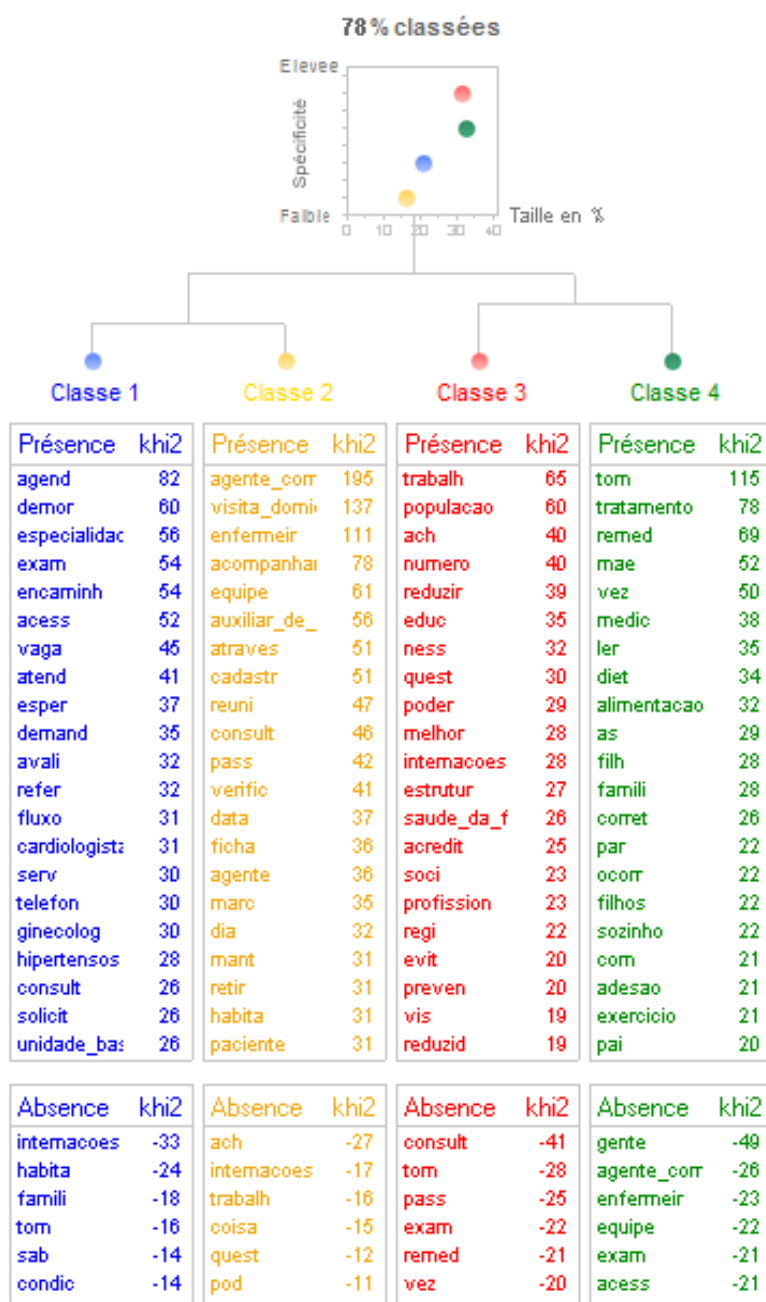 78% classées
Elevée
Spécificité
Faible
Taille en %
0 10 20 30 40
Classe 1 Classe 2 Classe 3 Classe 4
Présence khi2 Présence khi2 Présence khi2 Présence khi2
agend 82 agente_com 195 trabalh 65 tom 115
demor 60 visita_domi 137 populacao 60 tratamento 78
especialidac 56 enfermeir 111 ach 40 remed 69
exam 54 acompanhai 78 numero 40 mae 52
encaminh 54 equipe 61 reduzir 39 vez 50
acess 52 auxiliar_de_ 56 educ 35 medic 38
vaga 45 atraves 51 ness 32 ler 35
atend 41 cadastr 51 quest 30 diet 34
esper 37 reuni 47 poder 29 alimentacao 32
demand 35 consult 46 melhor 28 as 29
avali 32 pass 42 internacoes 28 filh 28
refer 32 verific 41 estrutur 27 famili 28
fluxo 31 data 37 saude_da_f 26 corret 26
cardiologista 31 ficha 36 acredit 25 par 22
serv 30 agente 36 soci 23 ocorr 22
telefon 30 marc 35 profission 23 filhos 22
ginecolog 30 dia 32 regi 22 sozinho 22
hipertensos 28 mant 31 evit 20 com 21
consult 26 retir 31 preven 20 adesao 21
solicit 26 habita 31 vis 19 exercicio 21
unidade_bas 26 paciente 31 reduzid 19 pai 20
Absence khi2 Absence khi2 Absence khi2 Absence khi2
internacoes -33 ach -27 consult -41 gente -49
habita -24 internacoes -17 tom -28 agente_com -26
famili -18 trabalh -16 pass -25 enfermeir -23
tom -16 coisa -15 exam -22 equipe -22
sab -14 quest -12 remed -21 exam -21
condic -14 pod -11 vez -20 acess -21